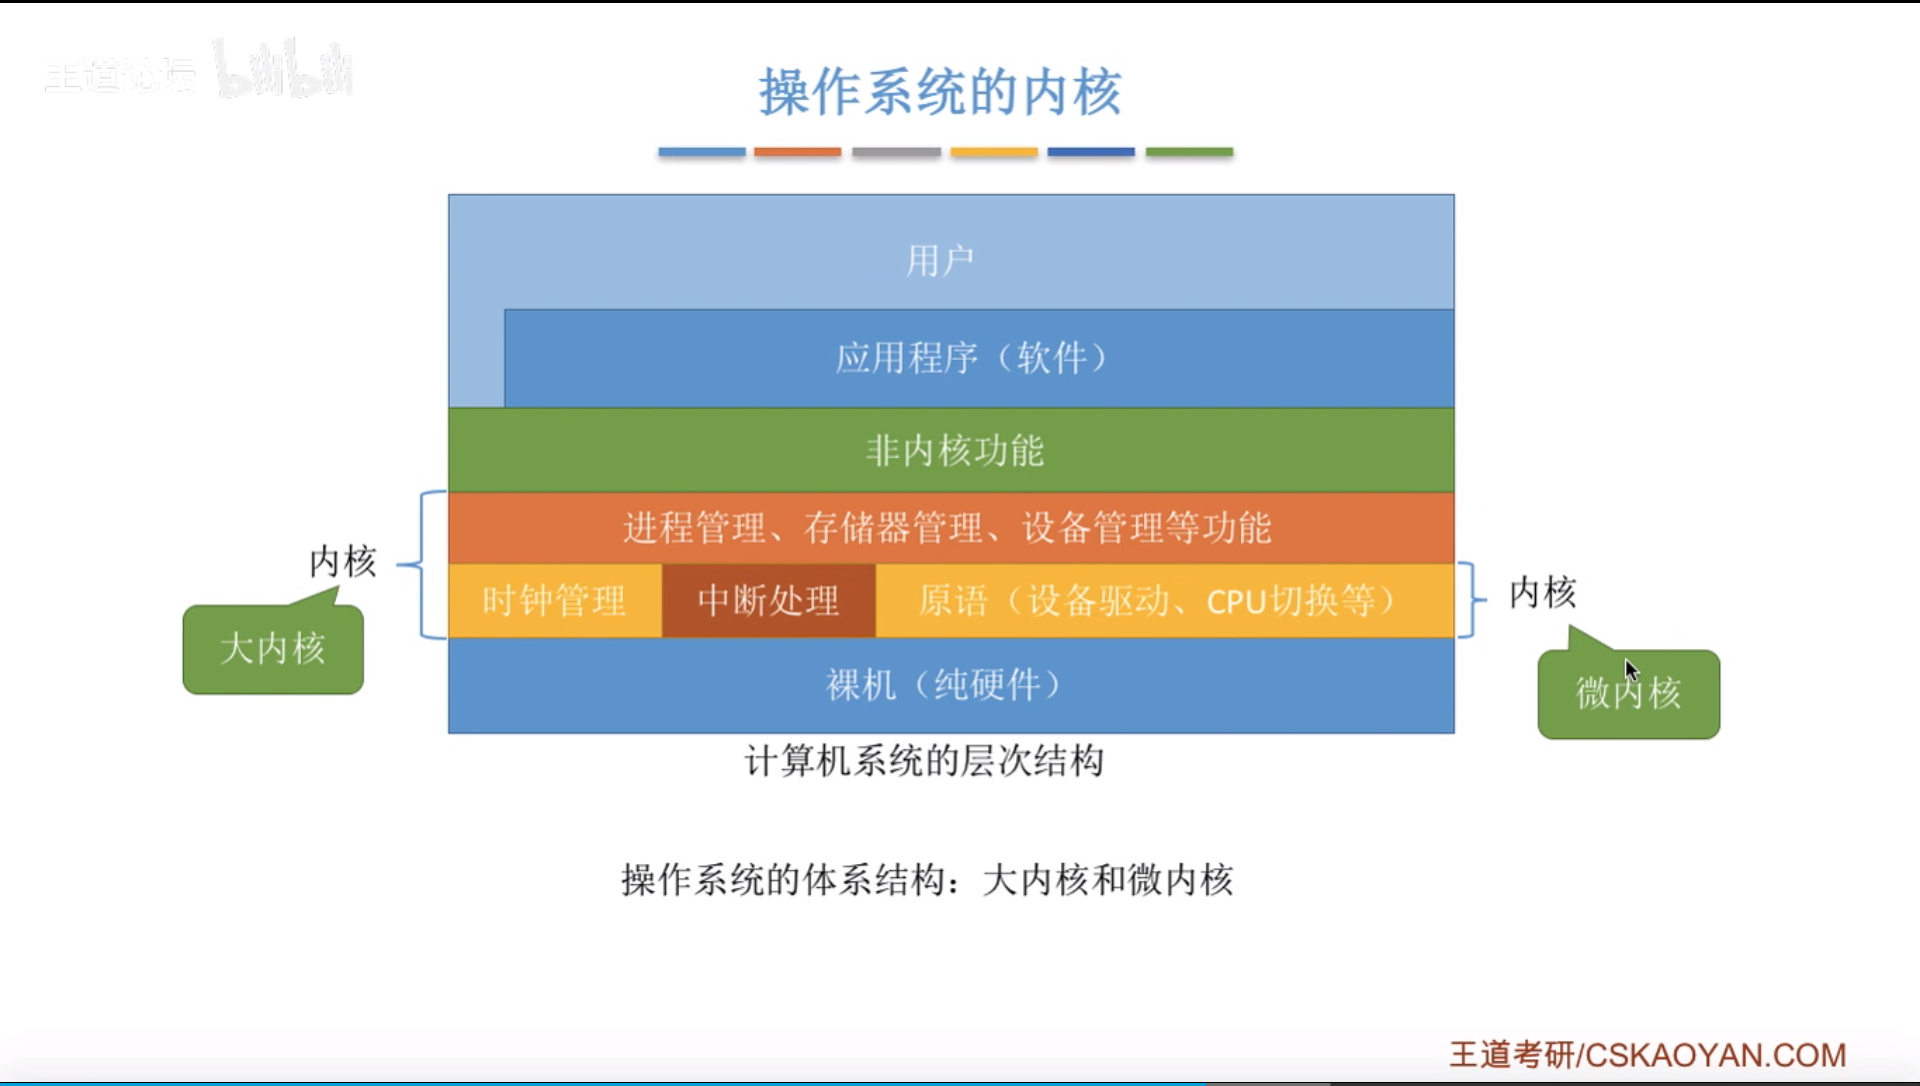 王道论坛 bilibili
操作系统的内核
用户
应用程序（软件）
非内核功能
进程管理、存储器管理、设备管理等功能
内核
时钟管理
中断处理
原语（设备驱动、CPU切换等）
内核
大内核
裸机（纯硬件）
微内核
计算机系统的层次结构
操作系统的体系结构：大内核和微内核
王道考研/CSKAOYAN.COM